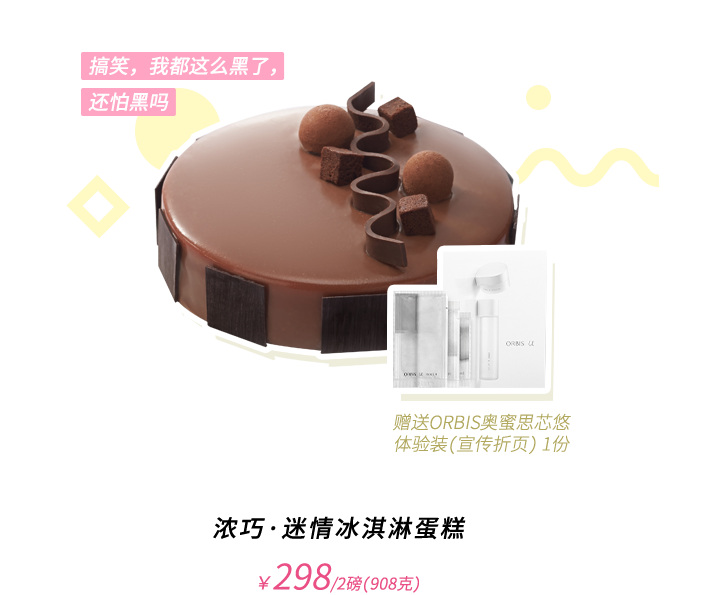 搞笑，我都这么黑了，
还怕黑吗
ORBIS
赠送ORBIS奥蜜思芯悠
体验装(宣传折页) 1份
浓巧·迷情冰淇淋蛋糕
￥298/2磅(908克)